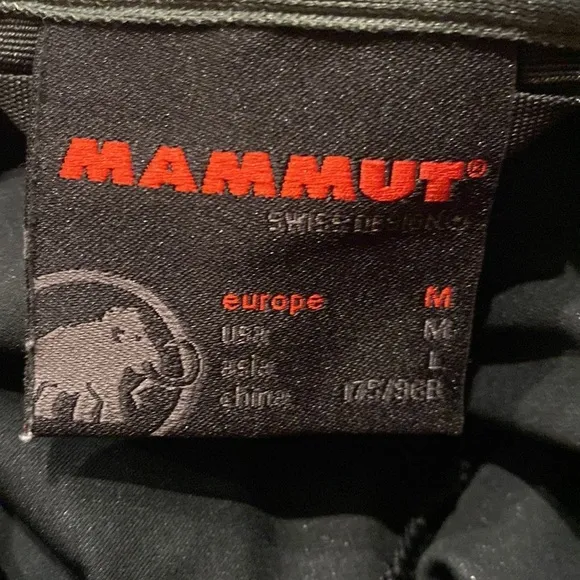 MAMMUT®
SWISS DESIGN +
europe M
usa M
asia L
china 175/96B